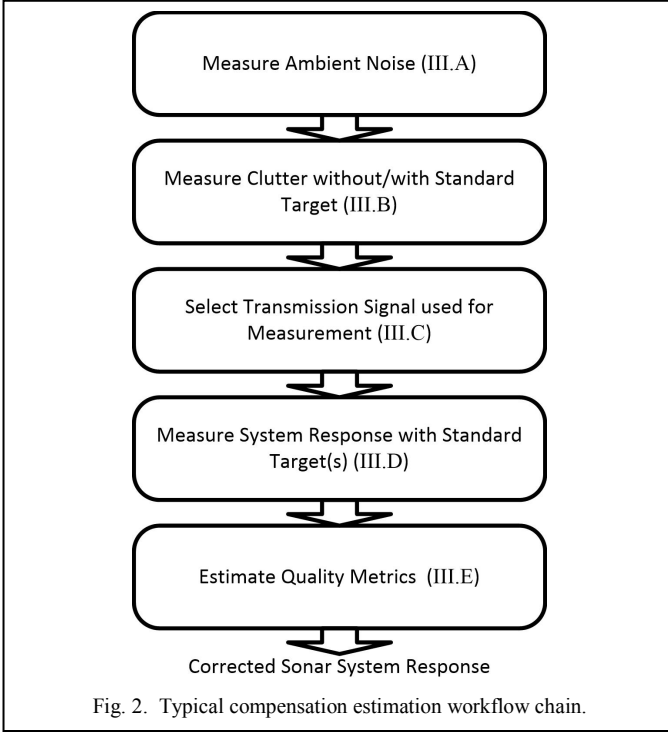 Measure Ambient Noise (III.A)
Measure Clutter without/with Standard
Target (III.B)
Select Transmission Signal used for
Measurement (III.C)
Measure System Response with Standard
Target(s) (III.D)
Estimate Quality Metrics (III.E)
Corrected Sonar System Response
Fig. 2. Typical compensation estimation workflow chain.